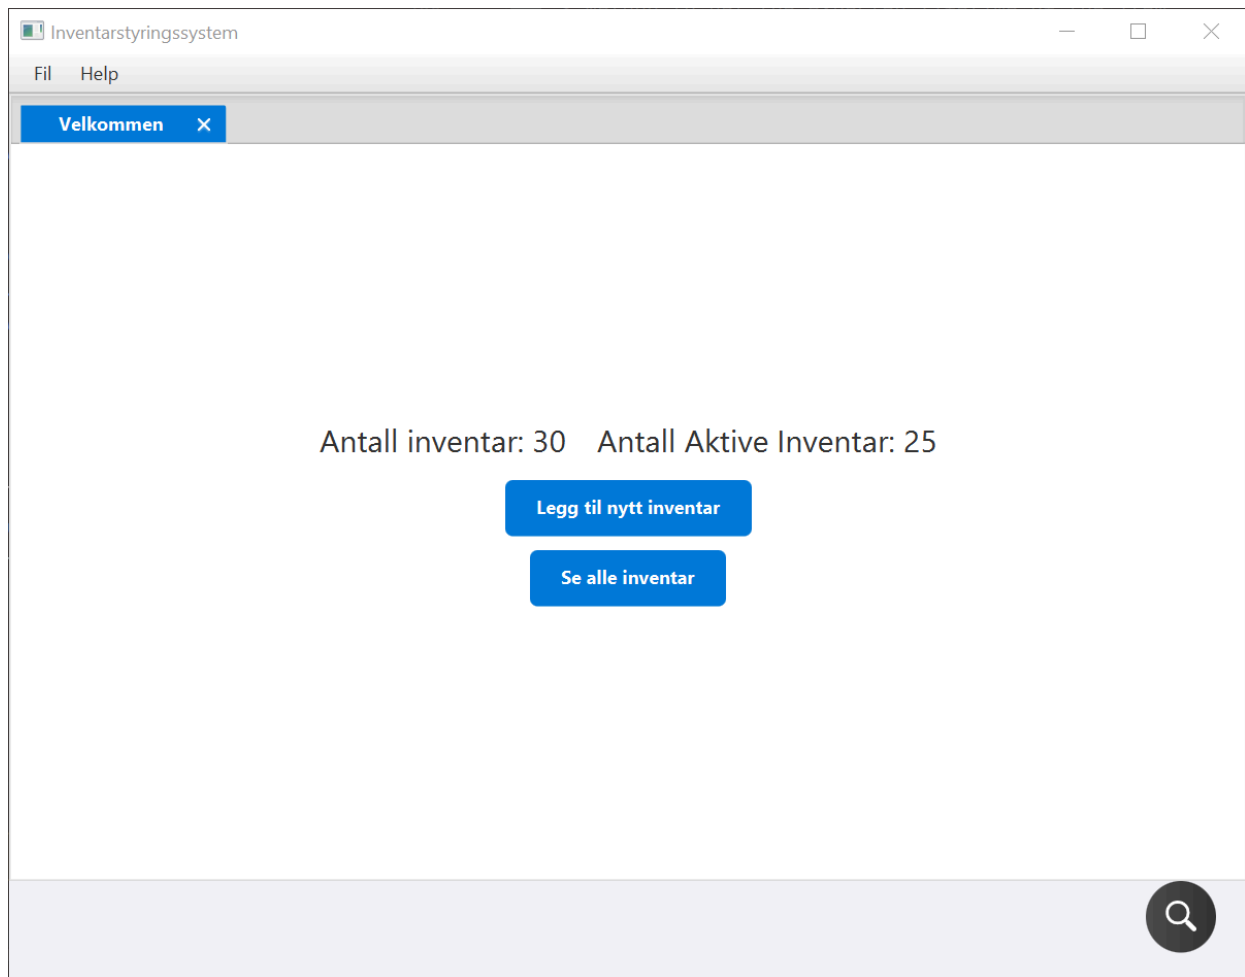 Inventarstyringssystem
Fil Help
Velkommen
Antall inventar: 30 Antall Aktive Inventar: 25
Legg til nytt inventar
Se alle inventar